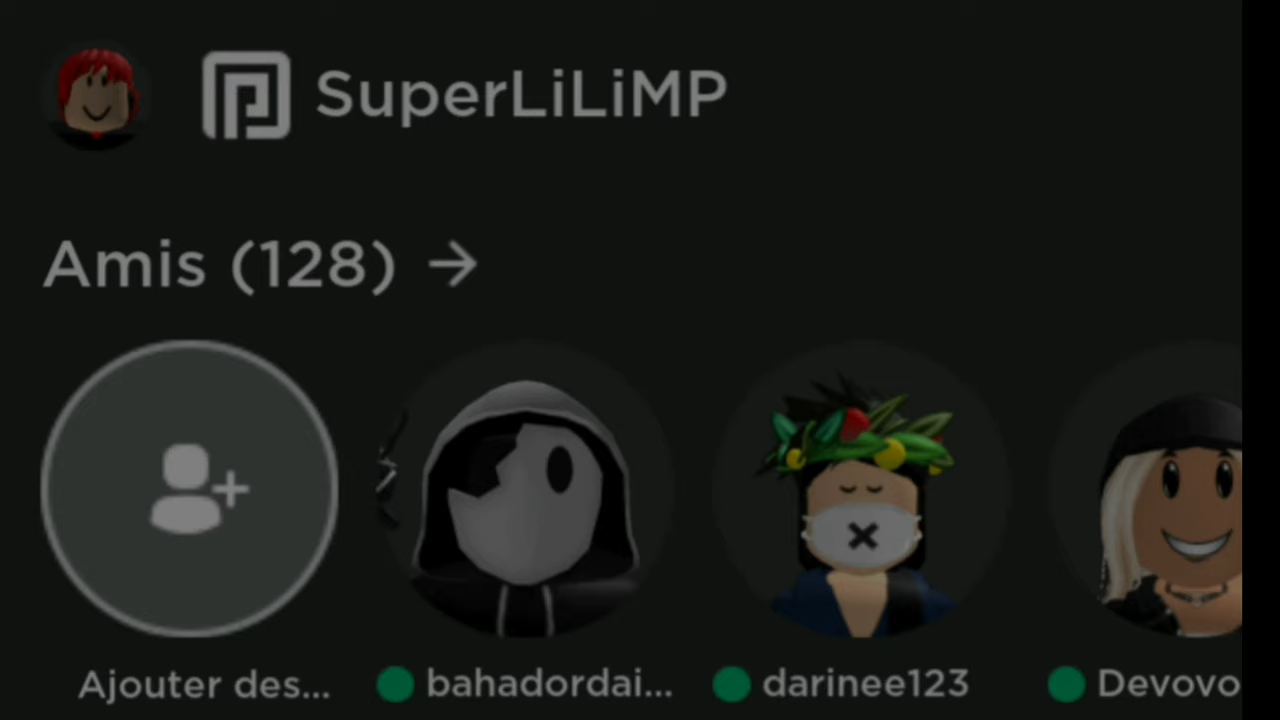 SuperLiLiMP
Amis (128) →
Ajouter des... bahadordai... darinee123 Devovo